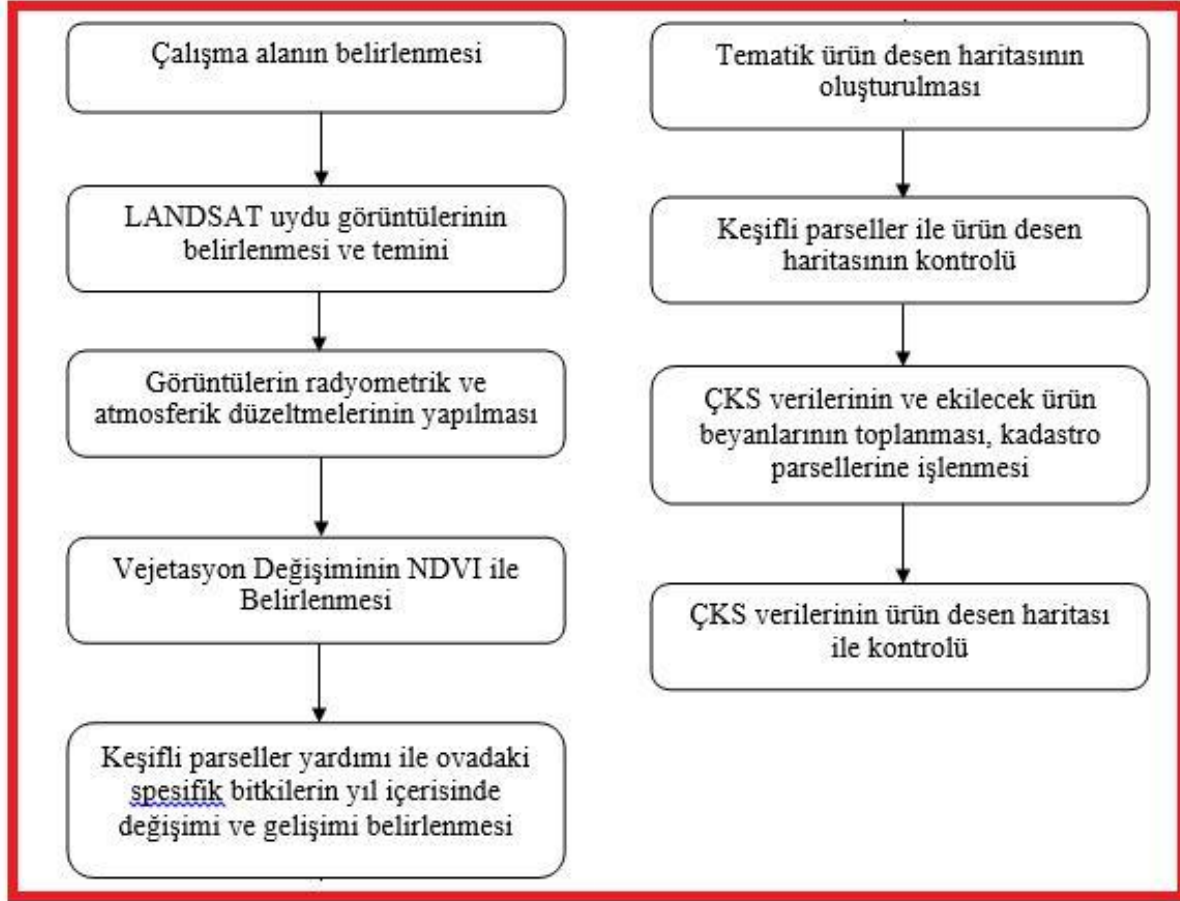 Çalışma alanın belirlenmesi
LANDSAT uydu görüntülerinin
belirlenmesi ve temini
Görüntülerin radyometrik ve
atmosferik düzeltmelerinin yapılması
Vejetasyon Değişiminin NDVI ile
Belirlenmesi
Keşifli parseller yardımı ile ovadaki
spesifik bitkilerin yıl içerisinde
değişimi ve gelişimi belirlenmesi
Tematik ürün desen haritasının
oluşturulması
Keşifli parseller ile ürün desen
haritasının kontrolü
ÇKS verilerinin ve ekilecek ürün
beyanlarının toplanması, kadastro
parsellerine işlenmesi
ÇKS verilerinin ürün desen haritası
ile kontrolü